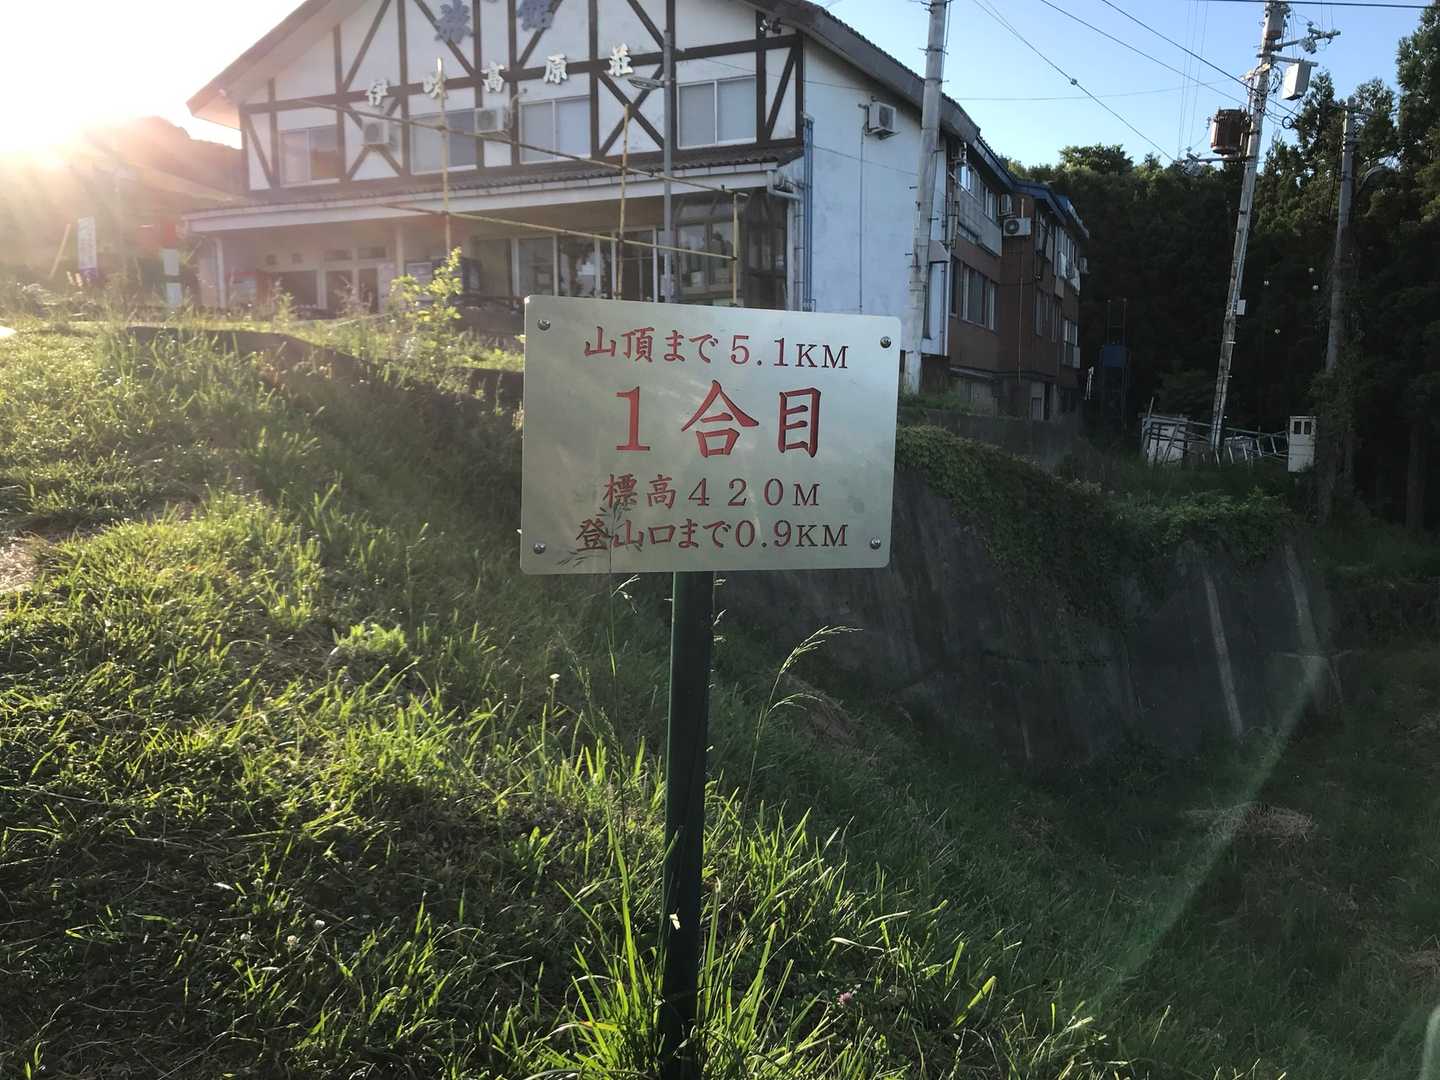 伊吹高原荘
山頂まで5.1KM
1合目
標高420M
登山口まで0.9KM